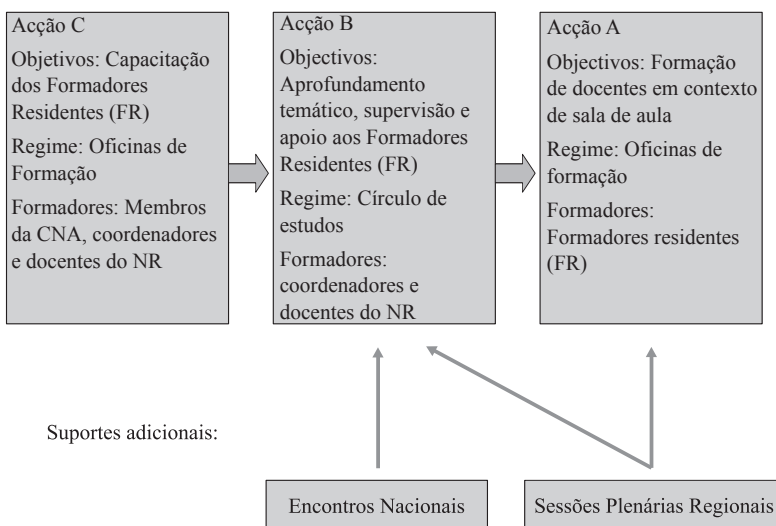 Acção C
Objetivos: Capacitação
dos Formadores
Residentes (FR)
Regime: Oficinas de
Formação
Formadores: Membros
da CNA, coordenadores
e docentes do NR
Acção B
Objectivos:
Aprofundamento
temático, supervisão e
apoio aos Formadores
Residentes (FR)
Regime: Círculo de
estudos
Formadores:
coordenadores e
docentes do NR
Acção A
Objectivos: Formação
de docentes em contexto
de sala de aula
Regime: Oficinas de
formação
Formadores:
Formadores residentes
(FR)
Suportes adicionais:
Encontros Nacionais
Sessões Plenárias Regionais